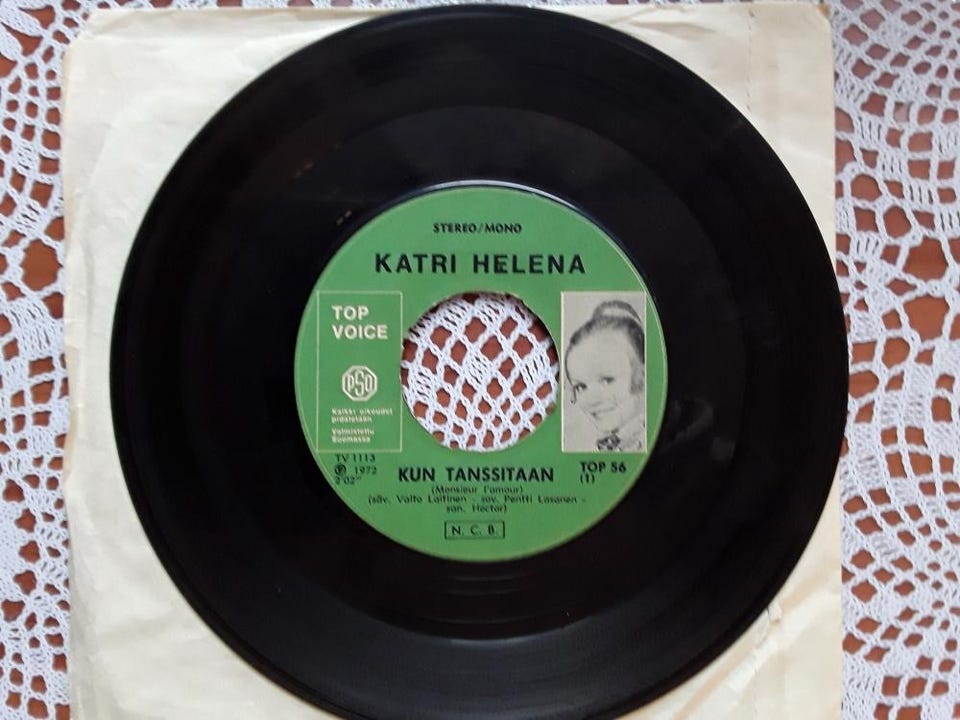 STEREO/MONO
KATRI HELENA
TOP
VOICE
PSO
Kaikki oikeudet
pidätetään
Valmistettu
Suomessa
TV 1113
℗ 1972
2'02"
KUN TANSSITAAN
TOP 56
(1)
(Monsieur l'amour)
(säv. Valto Laitinen - sov. Pentti Lasanen -
san. Hector)
N. C. B.